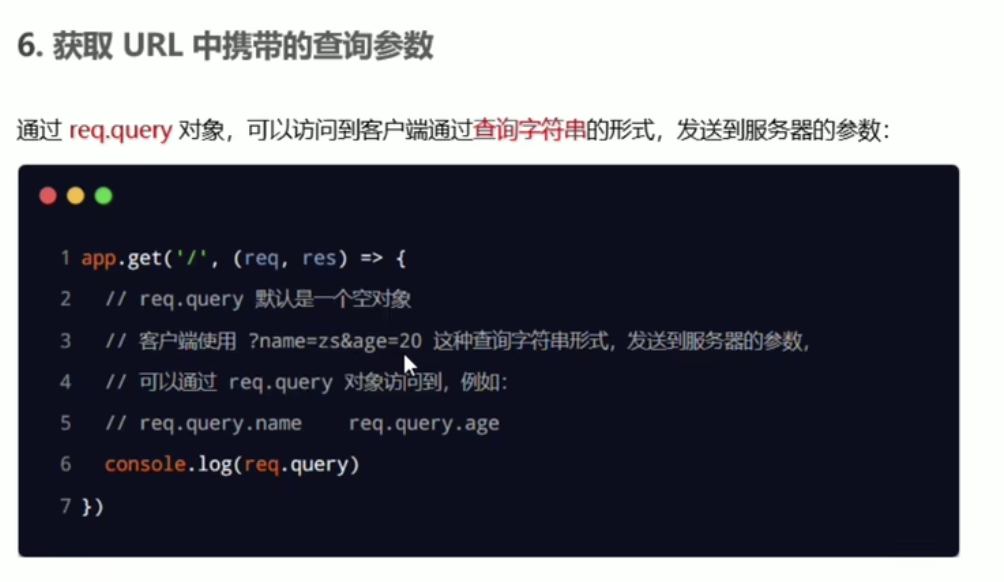 6. 获取 URL 中携带的查询参数
通过 req.query 对象，可以访问到客户端通过查询字符串的形式，发送到服务器的参数：
1 app.get('/', (req, res) => {
2 // req.query 默认是一个空对象
3 // 客户端使用 ?name=zs&age=20 这种查询字符串形式，发送到服务器的参数，
4 // 可以通过 req.query 对象访问到，例如：
5 // req.query.name req.query.age
6 console.log(req.query)
7 })